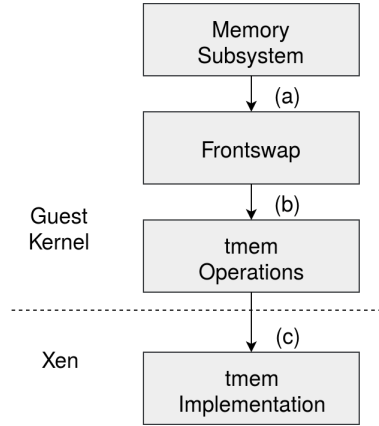 Memory
Subsystem
(a)
Frontswap
(b)
Guest
Kernel
tmem
Operations
(c)
Xen
tmem
Implementation